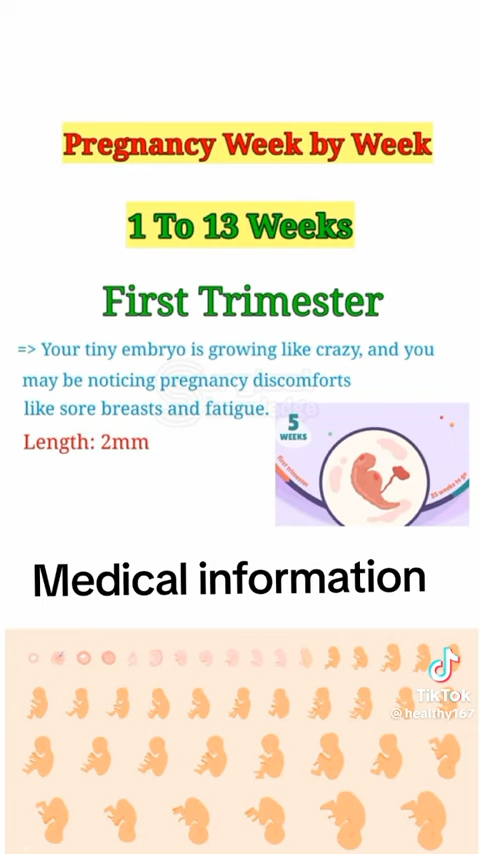 Pregnancy Week by Week
1 To 13 Weeks
First Trimester
=> Your tiny embryo is growing like crazy, and you
may be noticing pregnancy discomforts
like sore breasts and fatigue.
Length: 2mm
5
WEEKS
first trimester
35 weeks to go
Medical information
TikTok
@healthy167